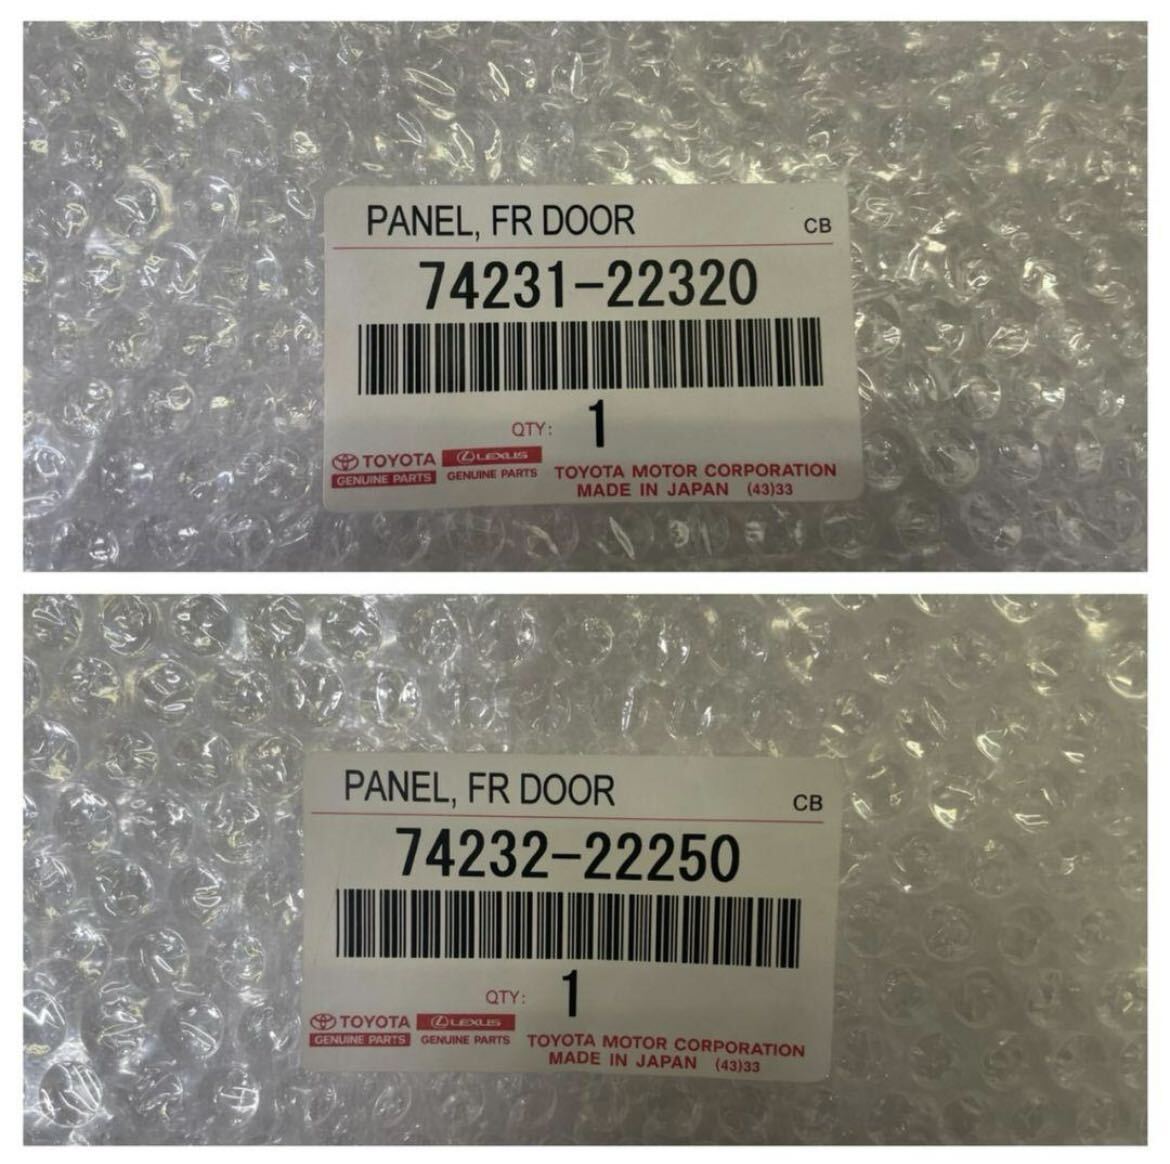 PANEL, FR DOOR CB
74231-22320
QTY: 1
TOYOTA LEXUS
GENUINE PARTS GENUINE PARTS TOYOTA MOTOR CORPORATION
MADE IN JAPAN (43)33
PANEL, FR DOOR CB
74232-22250
QTY: 1
TOYOTA LEXUS
GENUINE PARTS GENUINE PARTS TOYOTA MOTOR CORPORATION
MADE IN JAPAN (43)33